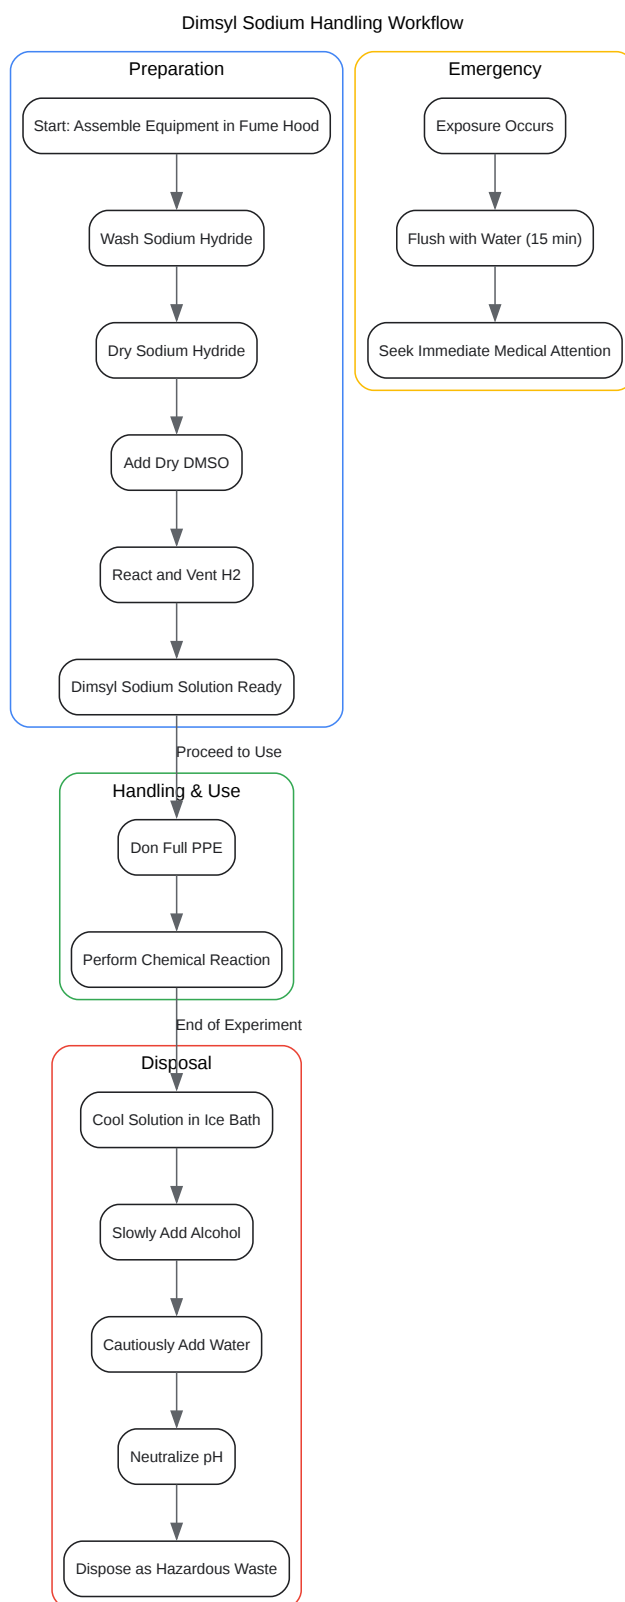 Dimsyl Sodium Handling Workflow
Preparation
Start: Assemble Equipment in Fume Hood
Wash Sodium Hydride
Dry Sodium Hydride
Add Dry DMSO
React and Vent H2
Dimsyl Sodium Solution Ready
Proceed to Use
Handling & Use
Don Full PPE
Perform Chemical Reaction
End of Experiment
Disposal
Cool Solution in Ice Bath
Slowly Add Alcohol
Cautiously Add Water
Neutralize pH
Dispose as Hazardous Waste
Emergency
Exposure Occurs
Flush with Water (15 min)
Seek Immediate Medical Attention